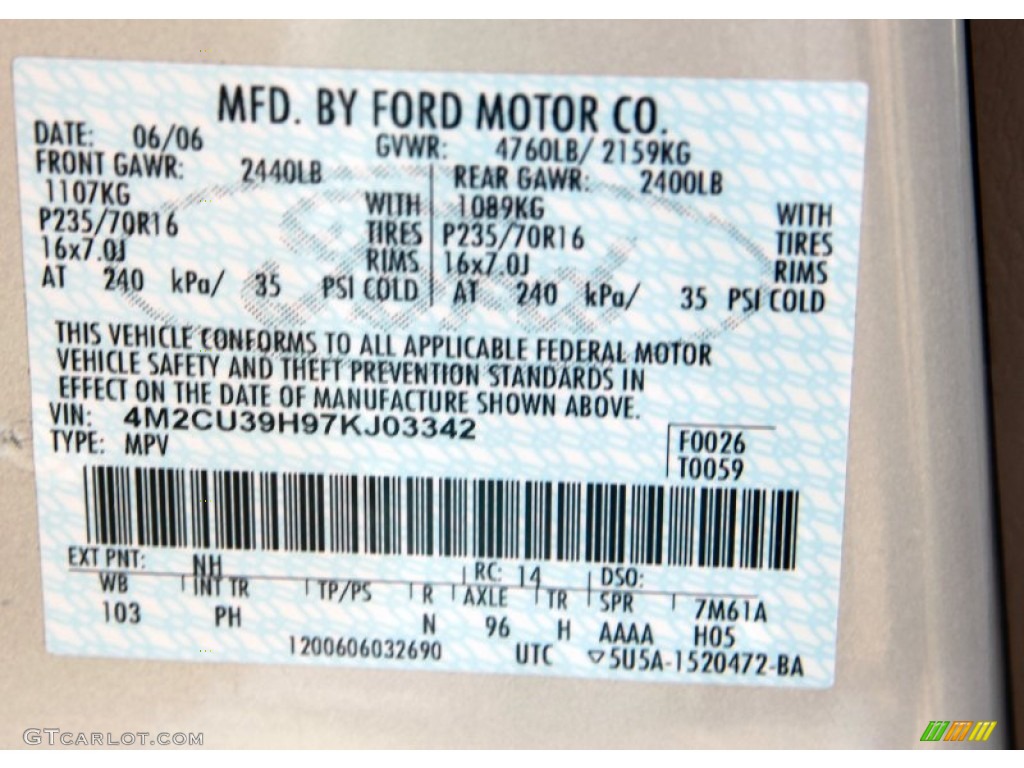 MFD. BY FORD MOTOR CO.
DATE: 06/06 GVWR: 4760LB/ 2159KG
FRONT GAWR: 2440LB REAR GAWR: 2400LB
1107KG WITH 1089KG WITH
P235/70R16 TIRES P235/70R16 TIRES
16x7.0J RIMS 16x7.0J RIMS
AT 240 kPa/ 35 PSI COLD AT 240 kPa/ 35 PSI COLD
THIS VEHICLE CONFORMS TO ALL APPLICABLE FEDERAL MOTOR
VEHICLE SAFETY AND THEFT PREVENTION STANDARDS IN
EFFECT ON THE DATE OF MANUFACTURE SHOWN ABOVE.
VIN: 4M2CU39H97KJ03342
TYPE: MPV
F0026
T0059
EXT PNT: NH RC: 14 DSO:
WB INT TR TP/PS R AXLE TR SPR 7M61A
103 PH N 96 H AAAA H05
1200606032690 UTC ▽5U5A-1520472-BA
Ford
GTCARLOT.COM